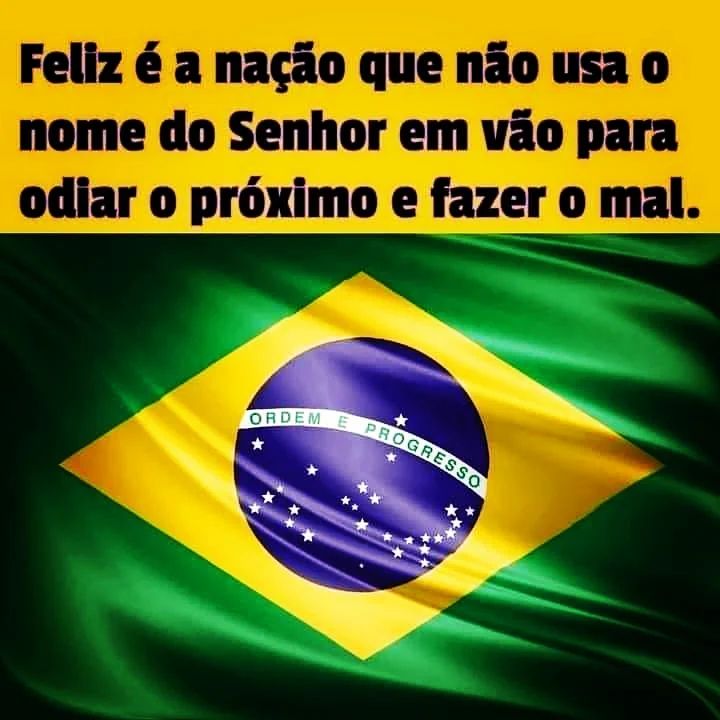 Feliz é a nação que não usa o
nome do Senhor em vão para
odiar o próximo e fazer o mal.
ORDEM E PROGRESSO